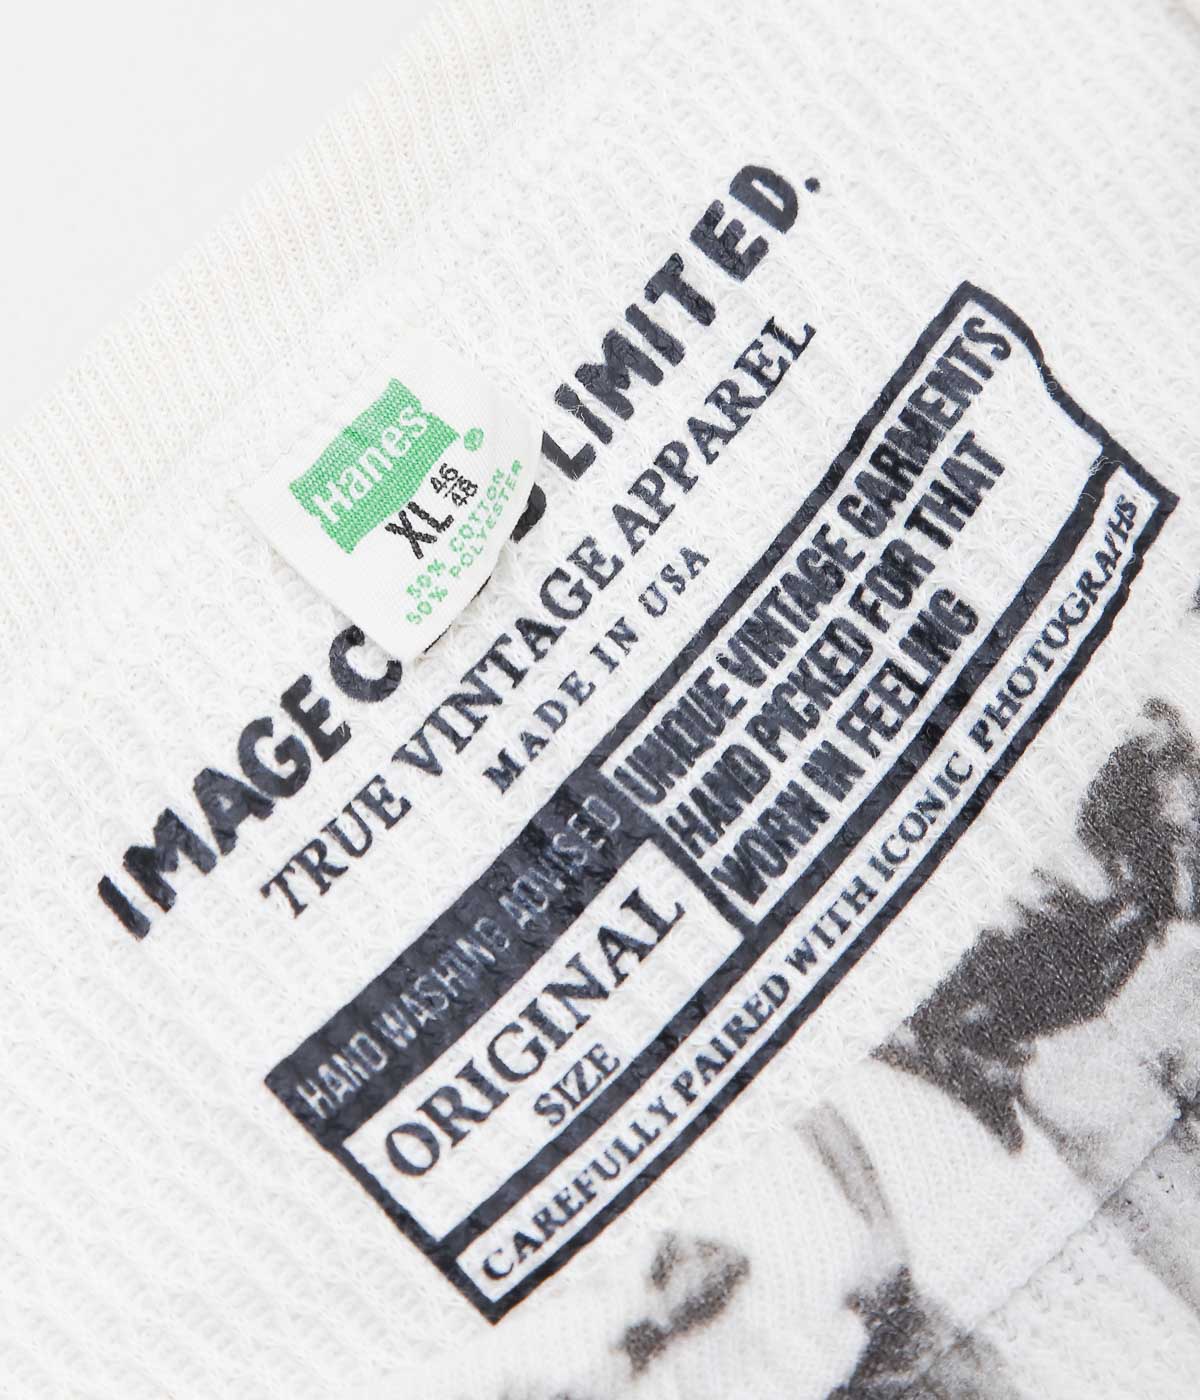 Hanes®
XL 46/48
50% COTTON
50% POLYESTER
IMAGE C LIMITED.
TRUE VINTAGE APPAREL
MADE IN USA
HAND WASHING ADVISED
UNIQUE VINTAGE GARMENTS
HAND PICKED FOR THAT
WORN IN FEELING
ORIGINAL
SIZE
CAREFULLY PAIRED WITH ICONIC PHOTOGRAPHS